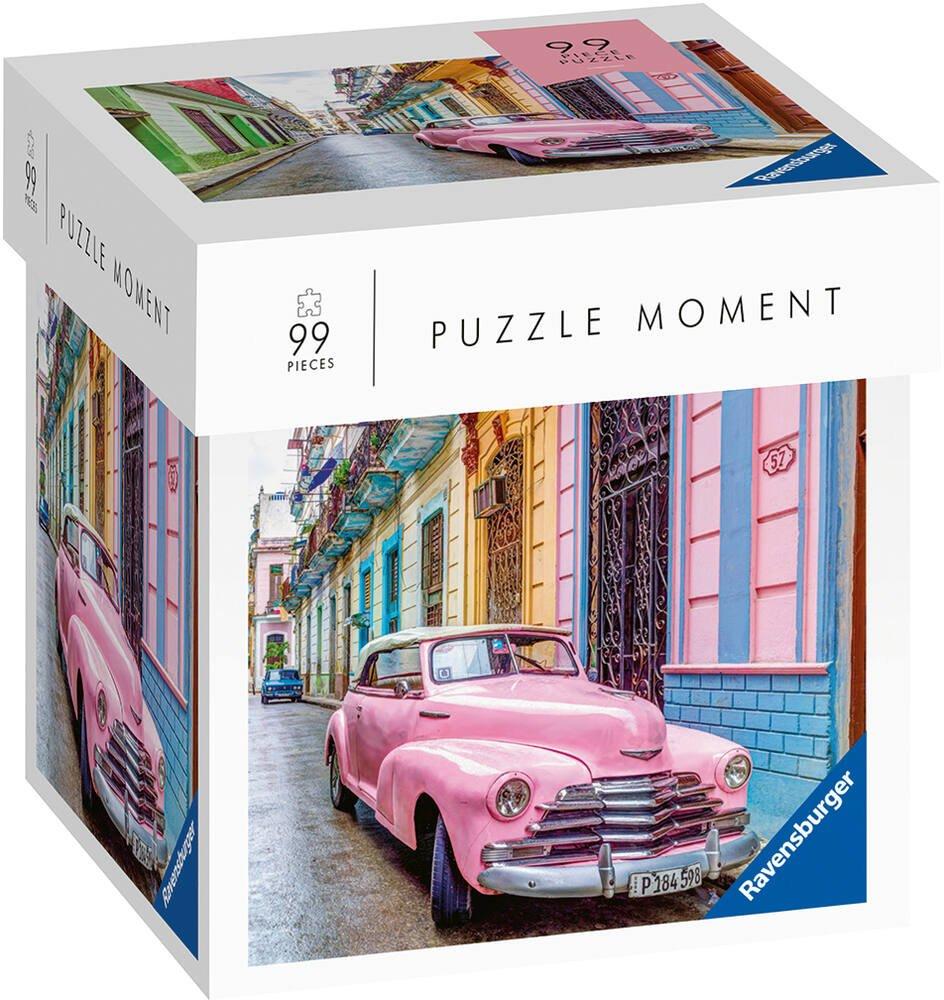 99
PIECE
PUZZLE
Ravensburger
99
PIECES
PUZZLE MOMENT
99
PIECES
PUZZLE MOMENT
57
P 184 598
Ravensburger
Ravensburger